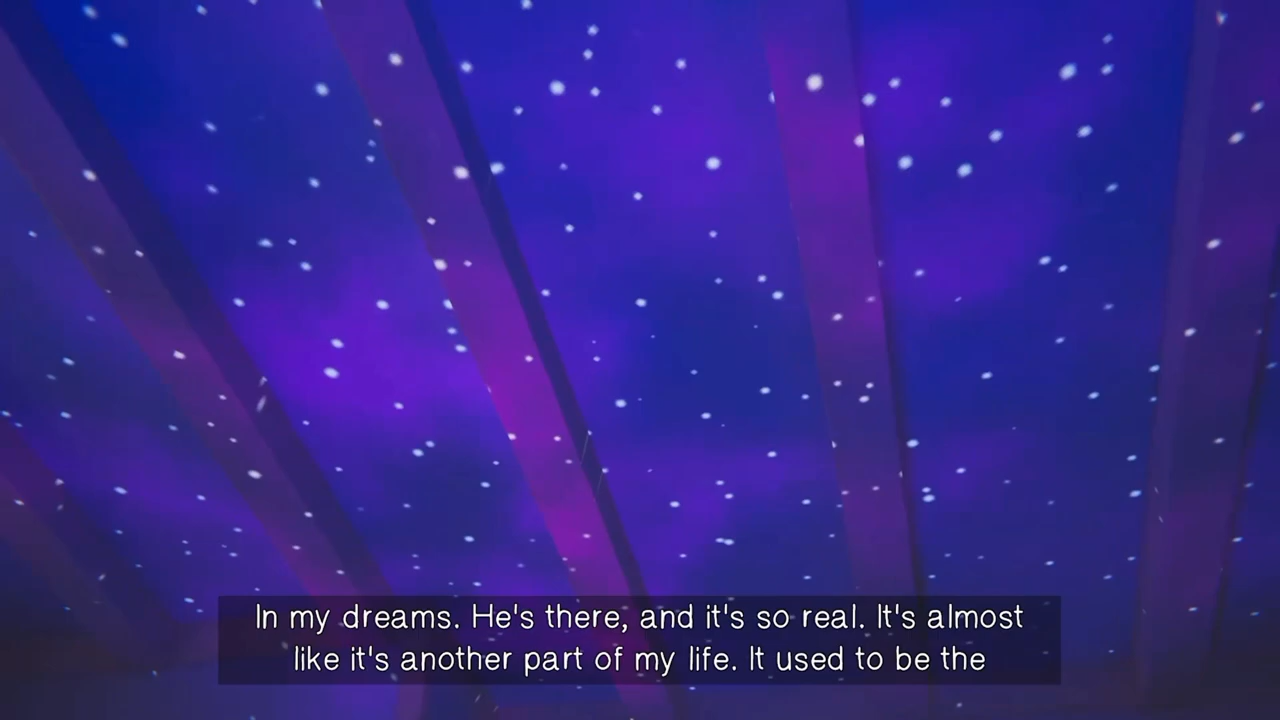 In my dreams. He's there, and it's so real. It's almost
like it's another part of my life. It used to be the